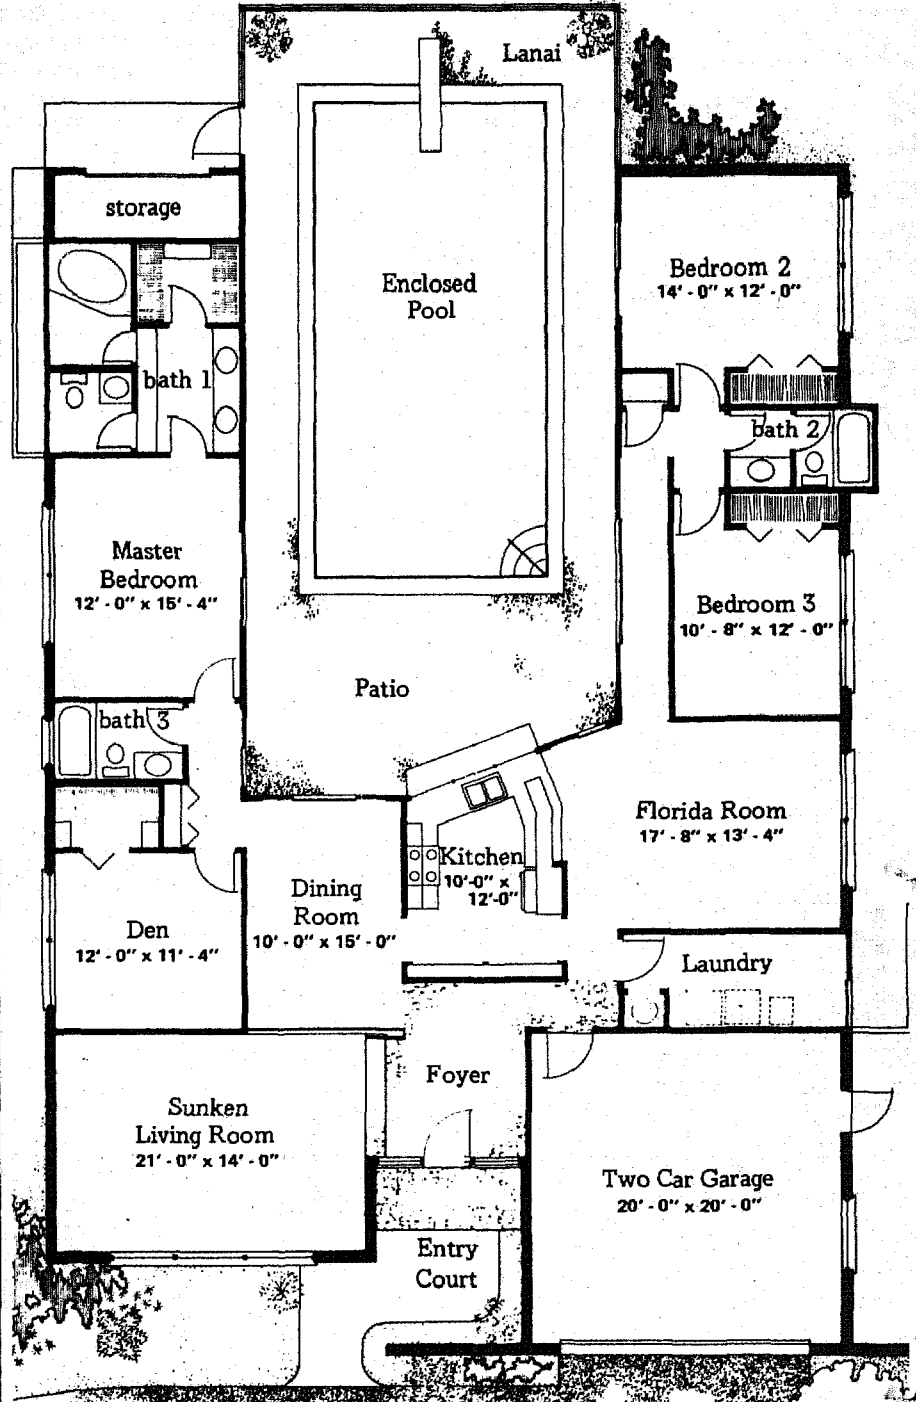 Lanai
storage
Enclosed
Pool
Bedroom 2
14' - 0" x 12' - 0"
bath 1
bath 2
Master
Bedroom
12' - 0" x 15' - 4"
Bedroom 3
10' - 8" x 12' - 0"
Patio
bath 3
Florida Room
17' - 8" x 13' - 4"
Kitchen
10'-0" x
12'-0"
Dining
Room
10' - 0" x 15' - 0"
Den
12' - 0" x 11' - 4"
Laundry
Foyer
Sunken
Living Room
21' - 0" x 14' - 0"
Two Car Garage
20' - 0" x 20' - 0"
Entry
Court